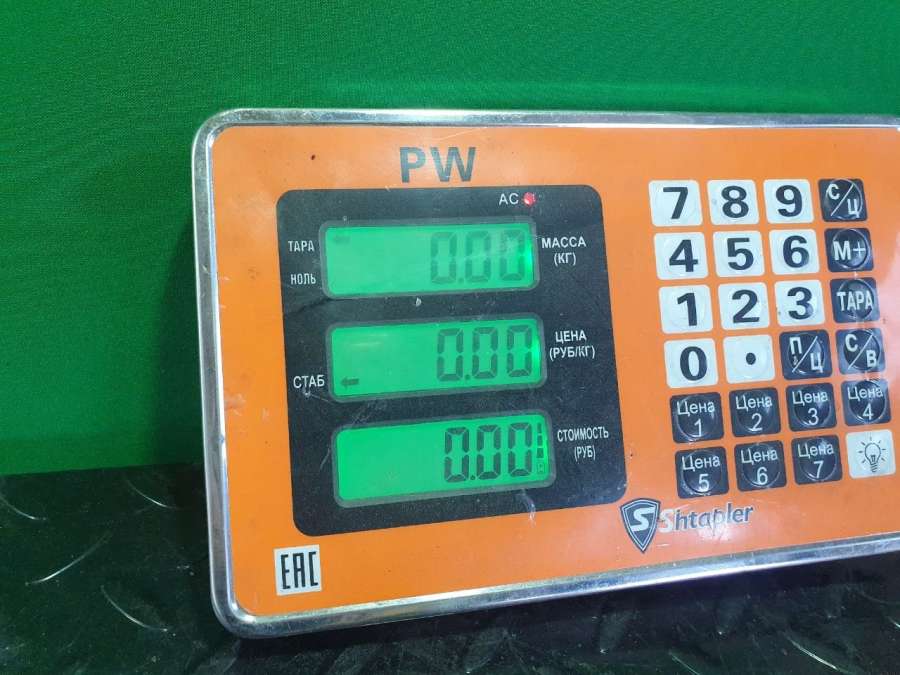 PW
AC
ТАРА
НОЛЬ
0.00
МАССА
(КГ)
СТАБ
0.00
ЦЕНА
(РУБ/КГ)
0.00
СТОИМОСТЬ
(РУБ)
7 8 9 С/Ц
4 5 6 М+
1 2 3 ТАРА
0 . П/Ц С/В
Цена 1 Цена 2 Цена 3 Цена 4
Цена 5 Цена 6 Цена 7
S Shtapler
EAC